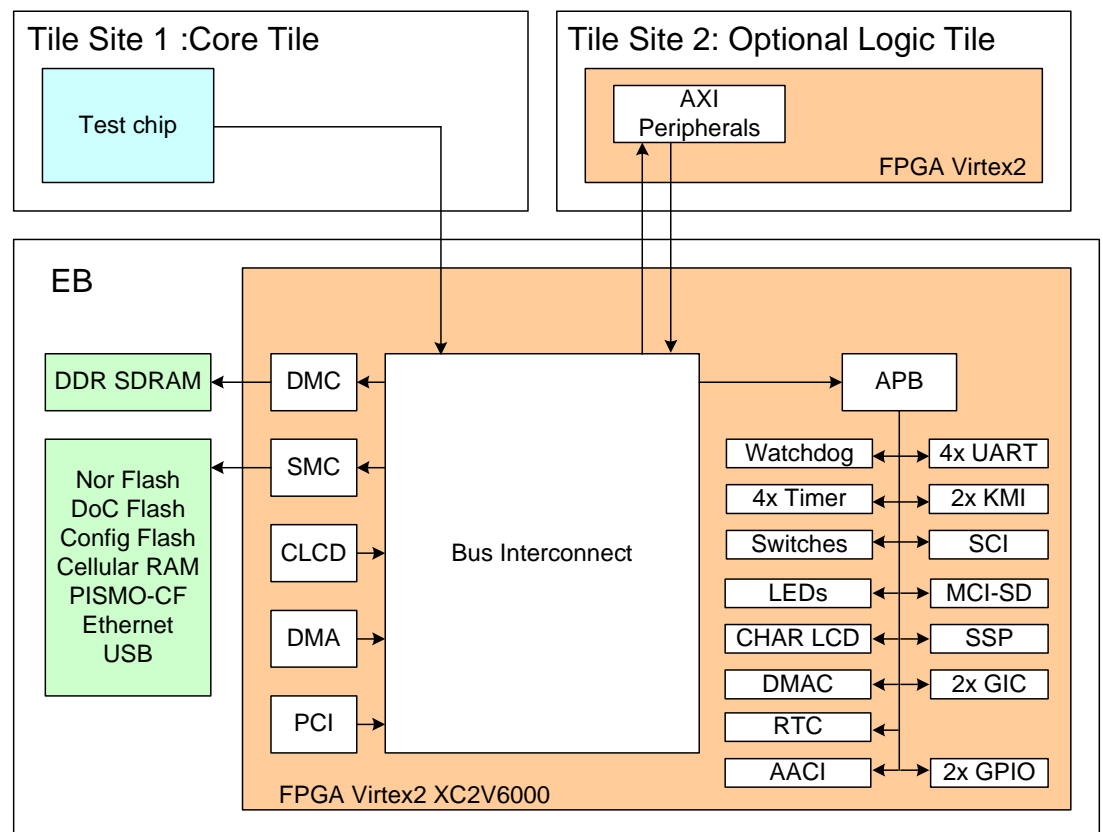 Tile Site 1 :Core Tile
Test chip
Tile Site 2: Optional Logic Tile
AXI
Peripherals
FPGA Virtex2
EB
DDR SDRAM
DMC
APB
Nor Flash
DoC Flash
Config Flash
Cellular RAM
PISMO-CF
Ethernet
USB
SMC
CLCD
DMA
PCI
Bus Interconnect
Watchdog
4x UART
4x Timer
2x KMI
Switches
SCI
LEDs
MCI-SD
CHAR LCD
SSP
DMAC
2x GIC
RTC
AACI
2x GPIO
FPGA Virtex2 XC2V6000